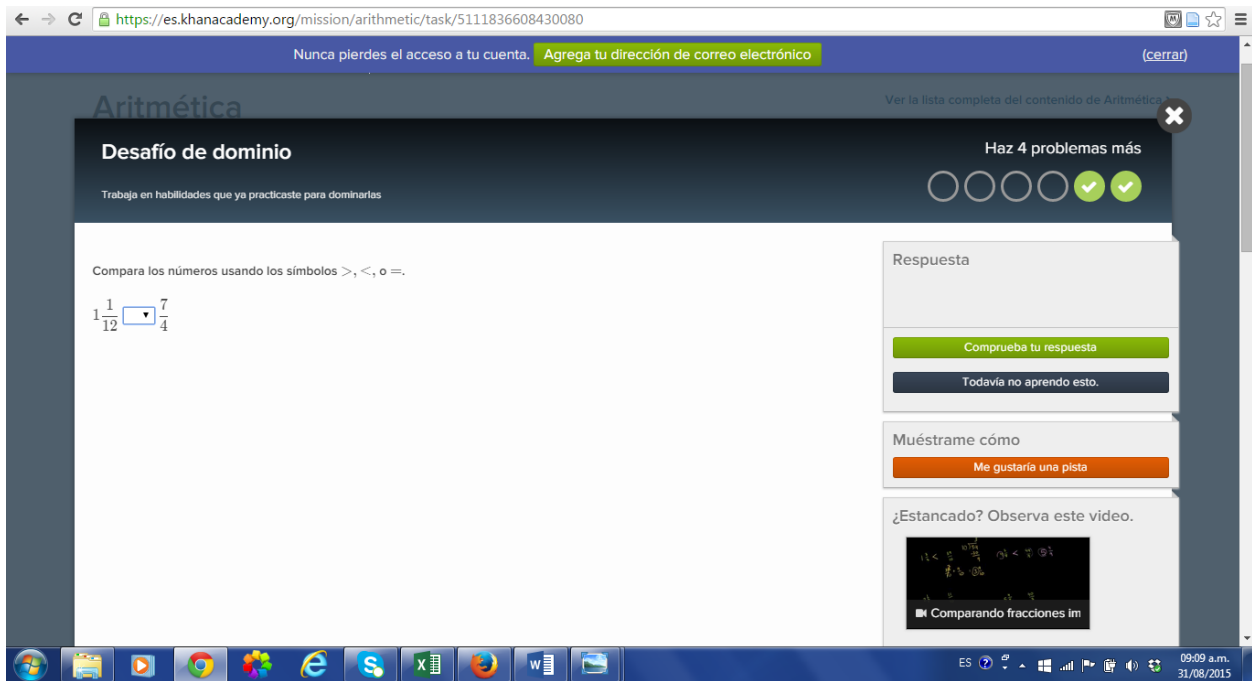 https://es.khanacademy.org/mission/arithmetic/task/5111836608430080
Nunca pierdes el acceso a tu cuenta. Agrega tu dirección de correo electrónico (cerrar)
Aritmética
Ver la lista completa del contenido de Aritmética
Desafío de dominio
Haz 4 problemas más
Trabaja en habilidades que ya practicaste para dominarlas
Compara los números usando los símbolos >, <, o =.
1 1/12 7/4
Respuesta
Comprueba tu respuesta
Todavía no aprendo esto.
Muéstrame cómo
Me gustaría una pista
¿Estancado? Observa este video.
Comparando fracciones im
ES 09:09 a.m.
31/08/2015